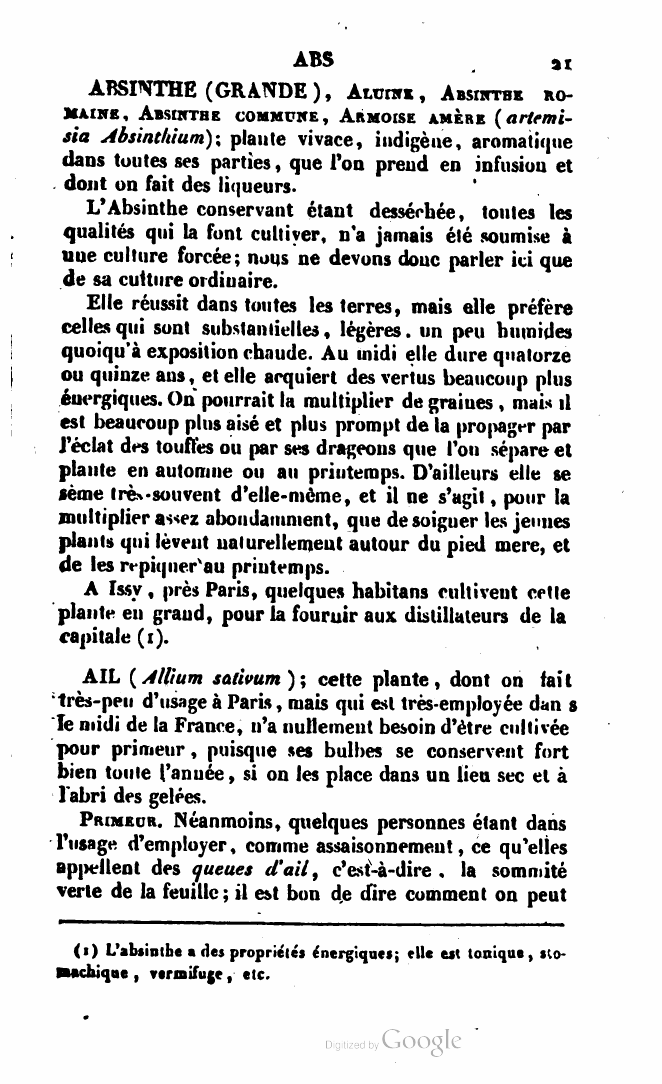 ABS 21
ABSINTHE (GRANDE), ALUINE, ABSINTHE RO-
MAINE, ABSINTHE COMMUNE, ARMOISE AMÈRE (artemi-
sia Absinthium); plante vivace, indigène, aromatique
dans toutes ses parties, que l'on prend en infusion et
dont on fait des liqueurs.
L'Absinthe conservant étant desséchée, toutes les
qualités qui la font cultiver, n'a jamais été soumise à
une culture forcée; nous ne devons donc parler ici que
de sa culture ordinaire.
Elle réussit dans toutes les terres, mais elle préfère
celles qui sont substantielles, légères. un peu humides
quoiqu'à exposition chaude. Au midi elle dure quatorze
ou quinze ans, et elle acquiert des vertus beaucoup plus
énergiques. On pourrait la multiplier de graines, mais il
est beaucoup plus aisé et plus prompt de la propager par
l'éclat des touffes ou par ses drageons que l'on sépare et
plante en automne ou au printemps. D'ailleurs elle se
sème très-souvent d'elle-même, et il ne s'agit, pour la
multiplier assez abondamment, que de soigner les jeunes
plants qui lèvent naturellement autour du pied mere, et
de les repiquer au printemps.
A Issy, près Paris, quelques habitans cultivent cette
plante en grand, pour la fournir aux distillateurs de la
capitale (1).
AIL (Allium sativum); cette plante, dont on fait
très-peu d'usage à Paris, mais qui est très-employée dan s
le midi de la France, n'a nullement besoin d'être cultivée
pour primeur, puisque ses bulbes se conservent fort
bien toute l'année, si on les place dans un lieu sec et à
l'abri des gelées.
PRIMEUR. Néanmoins, quelques personnes étant dans
l'usage d'employer, comme assaisonnement, ce qu'elles
appellent des queues d'ail, c'est-à-dire, la sommité
verte de la feuille; il est bon de dire comment on peut
(1) L'absinthe a des propriétés énergiques; elle est tonique, sto-
machique, vermifuge, etc.
Digitized by Google